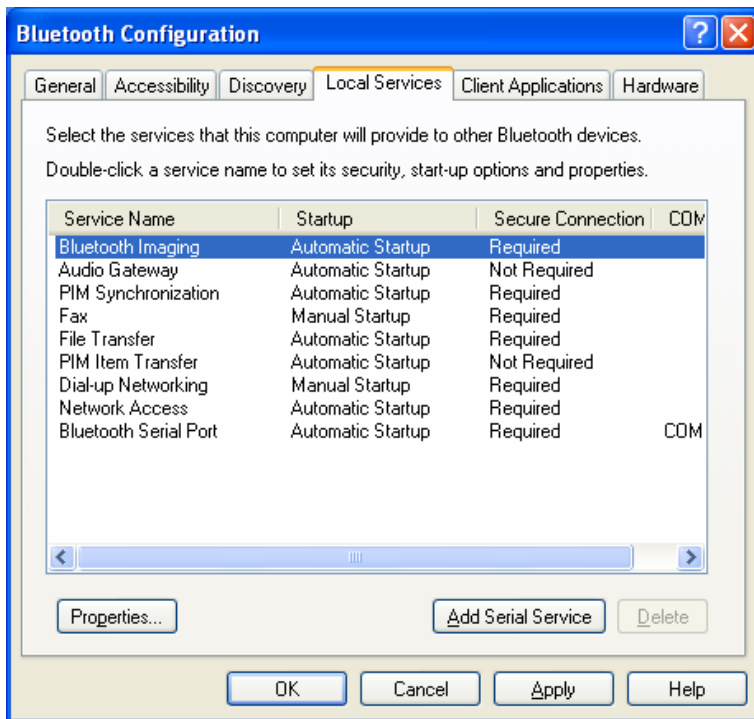 Bluetooth Configuration
General Accessibility Discovery Local Services Client Applications Hardware
Select the services that this computer will provide to other Bluetooth devices.
Double-click a service name to set its security, start-up options and properties.
Service Name Startup Secure Connection COM
Bluetooth Imaging Automatic Startup Required
Audio Gateway Automatic Startup Not Required
PIM Synchronization Automatic Startup Required
Fax Manual Startup Required
File Transfer Automatic Startup Required
PIM Item Transfer Automatic Startup Not Required
Dial-up Networking Manual Startup Required
Network Access Automatic Startup Required
Bluetooth Serial Port Automatic Startup Required COM
Properties... Add Serial Service Delete
OK Cancel Apply Help